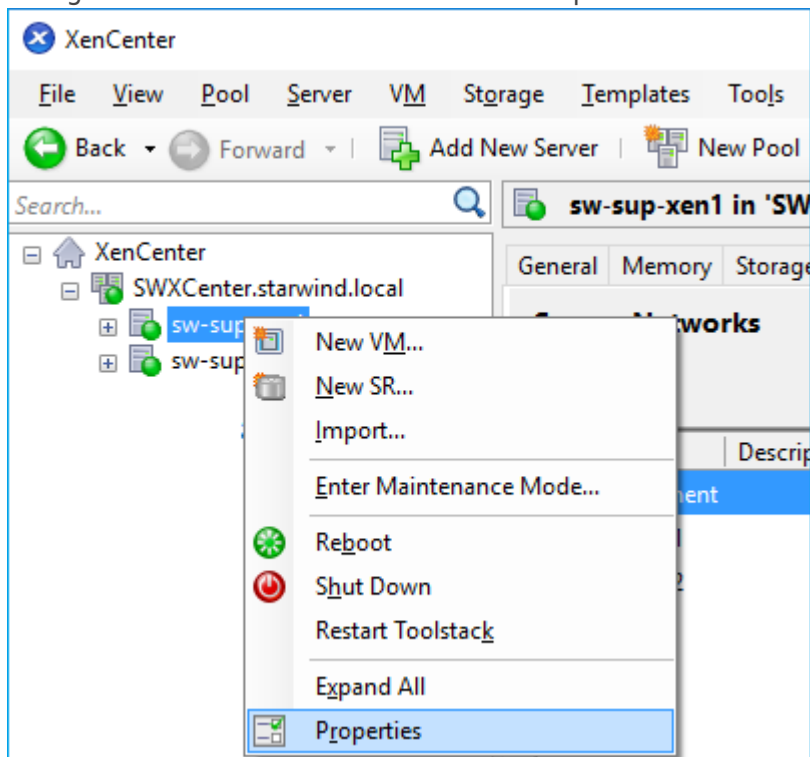 XenCenter
File View Pool Server VM Storage Templates Tools
Back Forward Add New Server New Pool
Search...
sw-sup-xen1 in 'SW
XenCenter
SWXCenter.starwind.local
General Memory Storage
sw-sup
sw-sup
New VM...
New SR...
Import...
Descrip
Enter Maintenance Mode...
Reboot
Shut Down
Restart Toolstack
Expand All
Properties